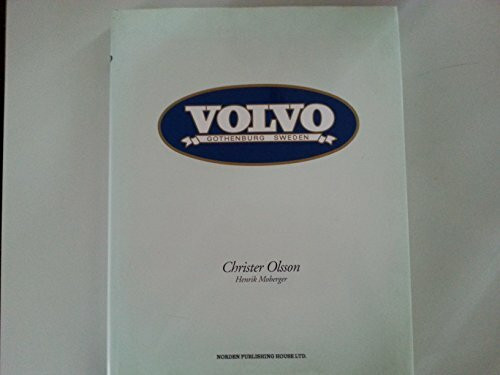 VOLVO
GOTHENBURG SWEDEN
Christer Olsson
Henrik Moberger
NORDEN PUBLISHING HOUSE LTD.